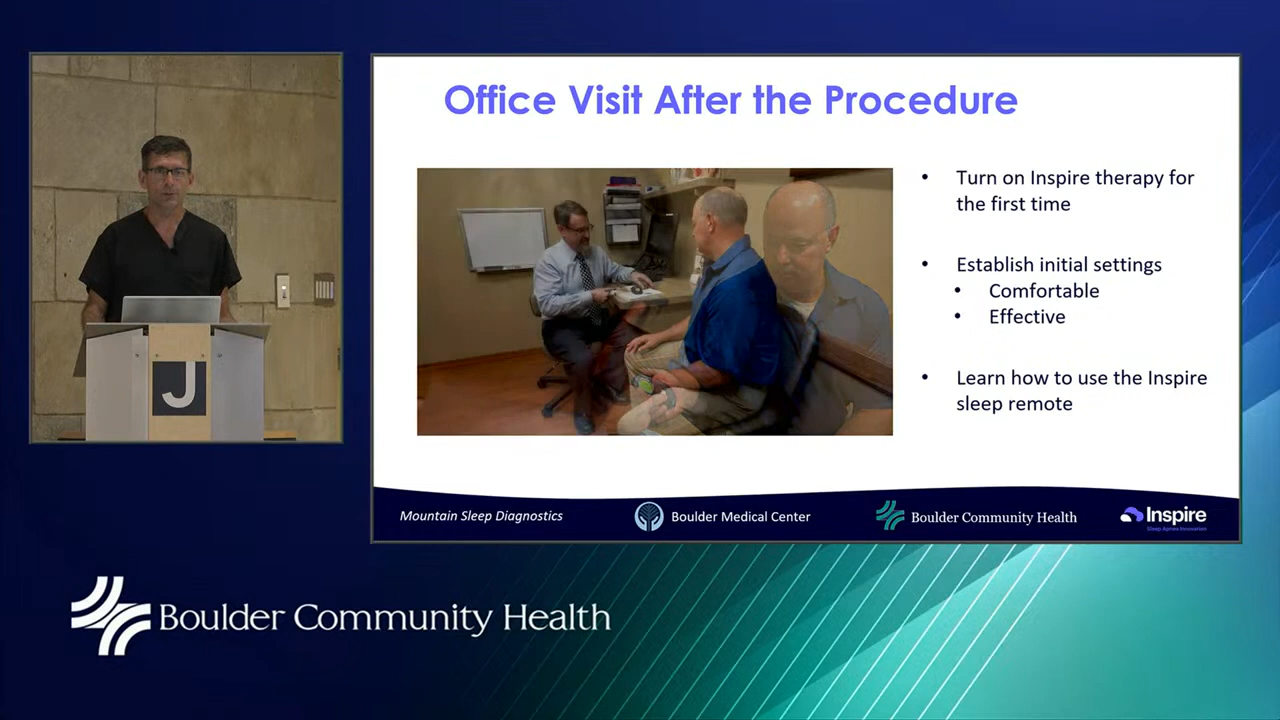 Office Visit After the Procedure
• Turn on Inspire therapy for
the first time
• Establish initial settings
• Comfortable
• Effective
• Learn how to use the Inspire
sleep remote
J
Mountain Sleep Diagnostics
Boulder Medical Center
Boulder Community Health
Inspire
Sleep Apnea Innovation
Boulder Community Health